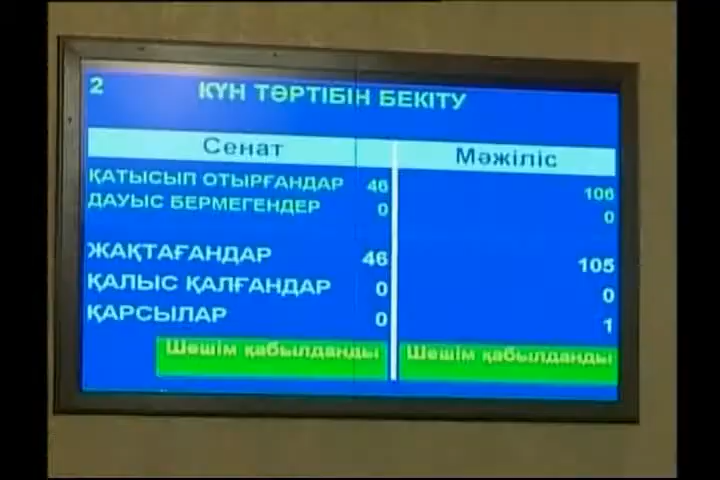 2 КҮН ТӘРТІБІН БЕКІТУ
Сенат Мәжіліс
ҚАТЫСЫП ОТЫРҒАНДАР 46 106
ДАУЫС БЕРМЕГЕНДЕР 0 0
ЖАҚТАҒАНДАР 46 105
ҚАЛЫС ҚАЛҒАНДАР 0 0
ҚАРСЫЛАР 0 1
Шешім қабылданды Шешім қабылданды